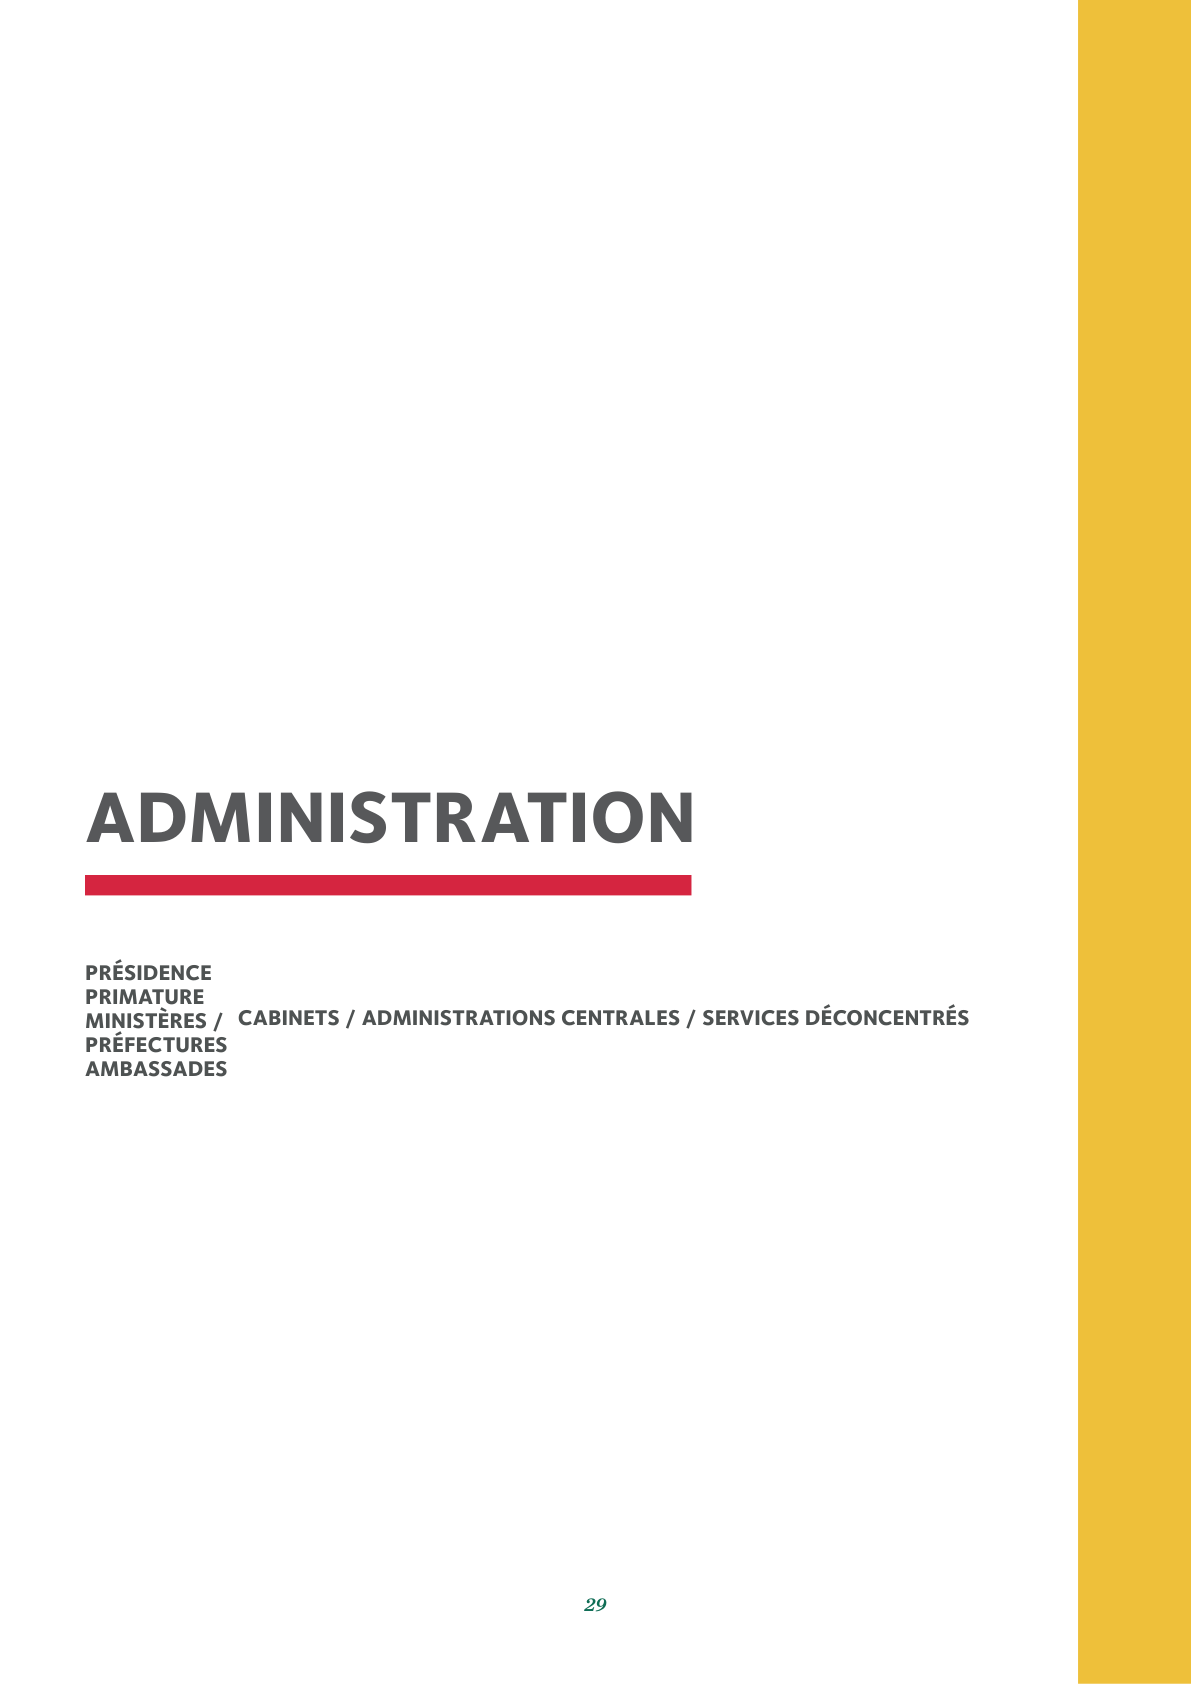 ADMINISTRATION
PRÉSIDENCE
PRIMATURE
MINISTÈRES / CABINETS / ADMINISTRATIONS CENTRALES / SERVICES DÉCONCENTRÉS
PRÉFECTURES
AMBASSADES
29